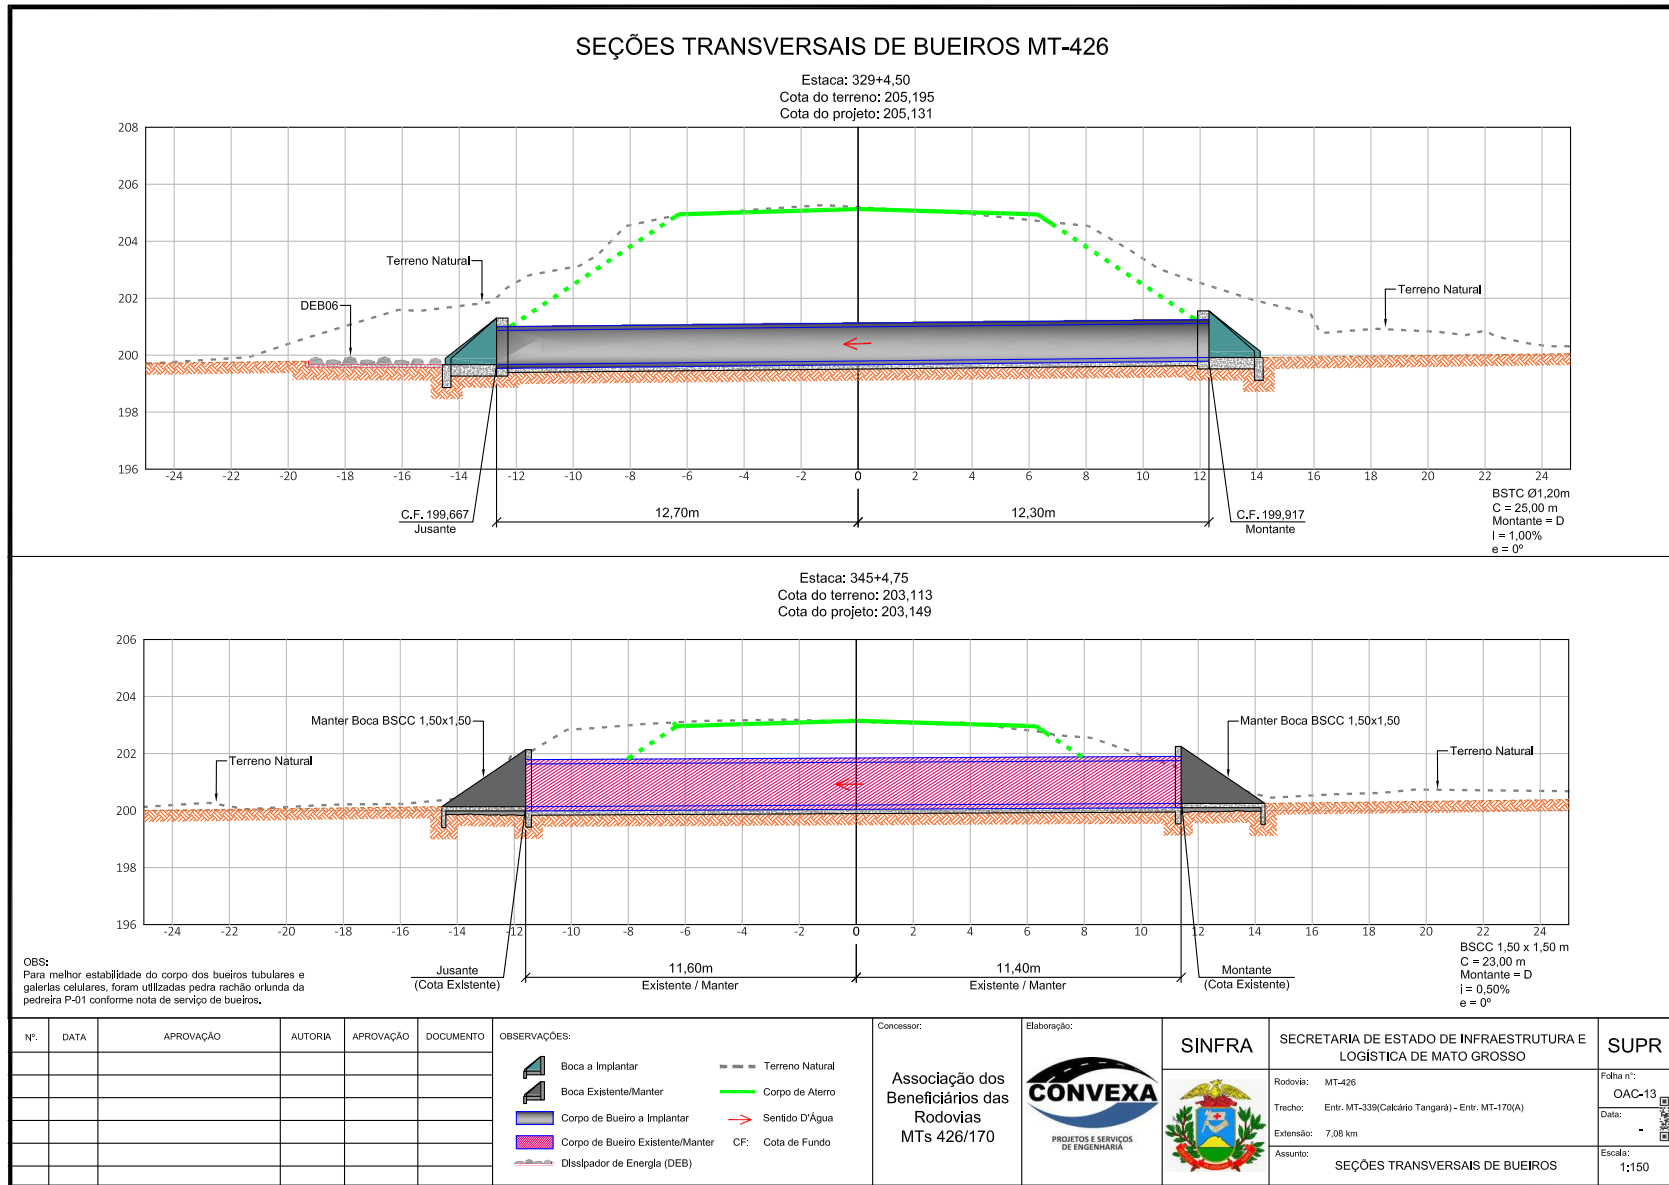 SEÇÕES TRANSVERSAIS DE BUEIROS MT-426
Estaca: 329+4,50
Cota do terreno: 205,195
Cota do projeto: 205,131
208
206
204
202
200
198
196
Terreno Natural
DEB06
Terreno Natural
-24 -22 -20 -18 -16 -14 -12 -10 -8 -6 -4 -2 0 2 4 6 8 10 12 14 16 18 20 22 24
C.F. 199,667
Jusante
12,70m
12,30m
C.F. 199,917
Montante
BSTC Ø1,20m
C = 25,00 m
Montante = D
I = 1,00%
e = 0º
Estaca: 345+4,75
Cota do terreno: 203,113
Cota do projeto: 203,149
206
204
202
200
198
196
Manter Boca BSCC 1,50x1,50
Manter Boca BSCC 1,50x1,50
Terreno Natural
Terreno Natural
-24 -22 -20 -18 -16 -14 -12 -10 -8 -6 -4 -2 0 2 4 6 8 10 12 14 16 18 20 22 24
Jusante
(Cota Existente)
11,60m
Existente / Manter
11,40m
Existente / Manter
Montante
(Cota Existente)
BSCC 1,50 x 1,50 m
C = 23,00 m
Montante = D
i = 0,50%
e = 0º
OBS:
Para melhor estabilidade do corpo dos bueiros tubulares e
galerias celulares, foram utilizadas pedra rachão oriunda da
pedreira P-01 conforme nota de serviço de bueiros.
Nº. DATA APROVAÇÃO AUTORIA APROVAÇÃO DOCUMENTO
OBSERVAÇÕES:
Boca a Implantar
Boca Existente/Manter
Corpo de Bueiro a Implantar
Corpo de Bueiro Existente/Manter
Dissipador de Energia (DEB)
Terreno Natural
Corpo de Aterro
Sentido D'Água
CF: Cota de Fundo
Concessor:
Associação dos
Beneficiários das
Rodovias
MTs 426/170
Elaboração:
CONVEXA
PROJETOS E SERVIÇOS
DE ENGENHARIA
SINFRA
SECRETARIA DE ESTADO DE INFRAESTRUTURA E
LOGÍSTICA DE MATO GROSSO
SUPR
Rodovia: MT-426
Trecho: Entr. MT-339(Calcário Tangará) - Entr. MT-170(A)
Extensão: 7,08 km
Assunto:
SEÇÕES TRANSVERSAIS DE BUEIROS
Folha nº:
OAC-13
Data:
-
Escala:
1:150